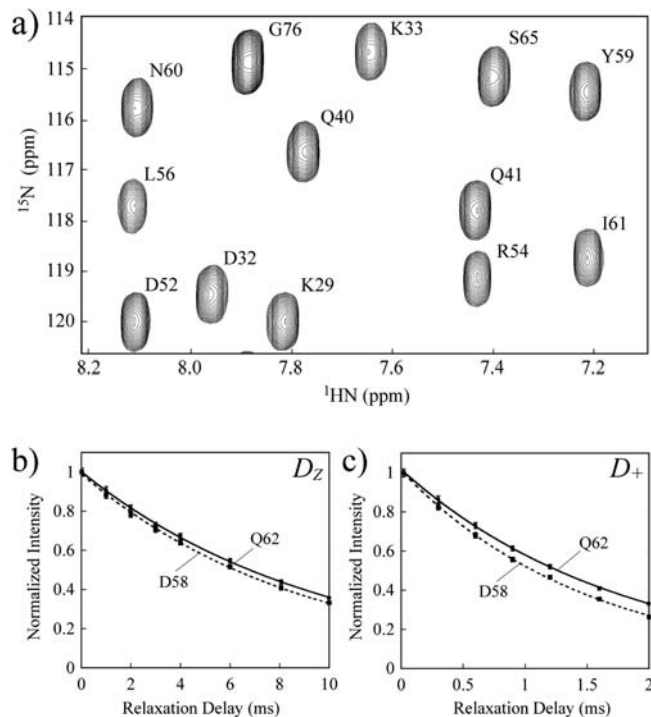 a)
114
115
116
117
118
119
120
¹⁵N (ppm)
G76
K33
S65
Y59
N60
Q40
L56
Q41
I61
R54
D32
D52
K29
8.2 8.0 7.8 7.6 7.4 7.2
¹HN (ppm)
b)
D_Z
1
0.8
0.6
0.4
0.2
0
Normalized Intensity
Q62
D58
0 2 4 6 8 10
Relaxation Delay (ms)
c)
D_+
1
0.8
0.6
0.4
0.2
0
Normalized Intensity
Q62
D58
0 0.5 1 1.5 2
Relaxation Delay (ms)